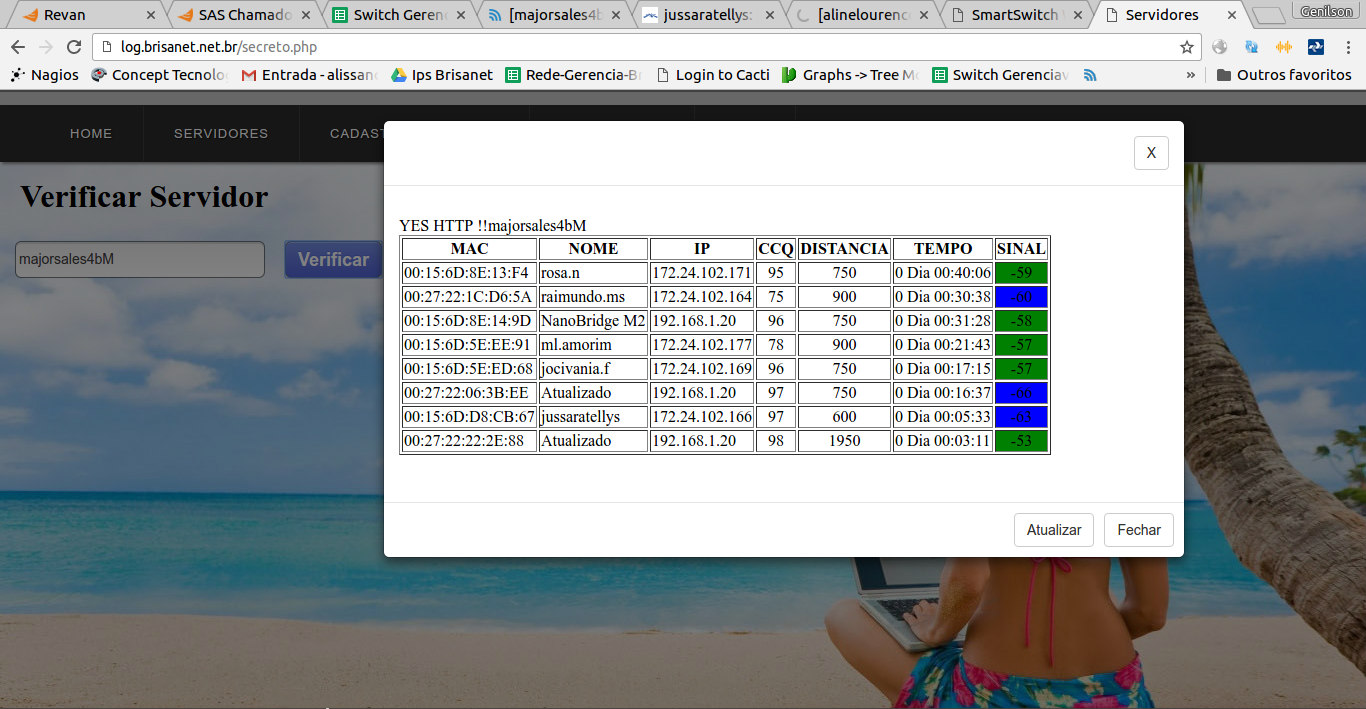 Revan
SAS Chamado
Switch Geren
[majorsales4b
jussaratellys:
[alinelourenc
SmartSwitch
Servidores
Genilson
log.brisanet.net.br/secreto.php
Nagios
Concept Tecnolo
Entrada - alissan
Ips Brisanet
Rede-Gerencia-B
Login to Cacti
Graphs -> Tree M
Switch Gerencia
»
Outros favoritos
HOME
SERVIDORES
CADAST
X
Verificar Servidor
majorsales4bM
Verificar
YES HTTP !!majorsales4bM
MAC NOME IP CCQ DISTANCIA TEMPO SINAL
00:15:6D:8E:13:F4 rosa.n 172.24.102.171 95 750 0 Dia 00:40:06 -59
00:27:22:1C:D6:5A raimundo.ms 172.24.102.164 75 900 0 Dia 00:30:38 -60
00:15:6D:8E:14:9D NanoBridge M2 192.168.1.20 96 750 0 Dia 00:31:28 -58
00:15:6D:5E:EE:91 ml.amorim 172.24.102.177 78 900 0 Dia 00:21:43 -57
00:15:6D:5E:ED:68 jocivania.f 172.24.102.169 96 750 0 Dia 00:17:15 -57
00:27:22:06:3B:EE Atualizado 192.168.1.20 97 750 0 Dia 00:16:37 -66
00:15:6D:D8:CB:67 jussaratellys 172.24.102.166 97 600 0 Dia 00:05:33 -63
00:27:22:22:2E:88 Atualizado 192.168.1.20 98 1950 0 Dia 00:03:11 -53
Atualizar
Fechar